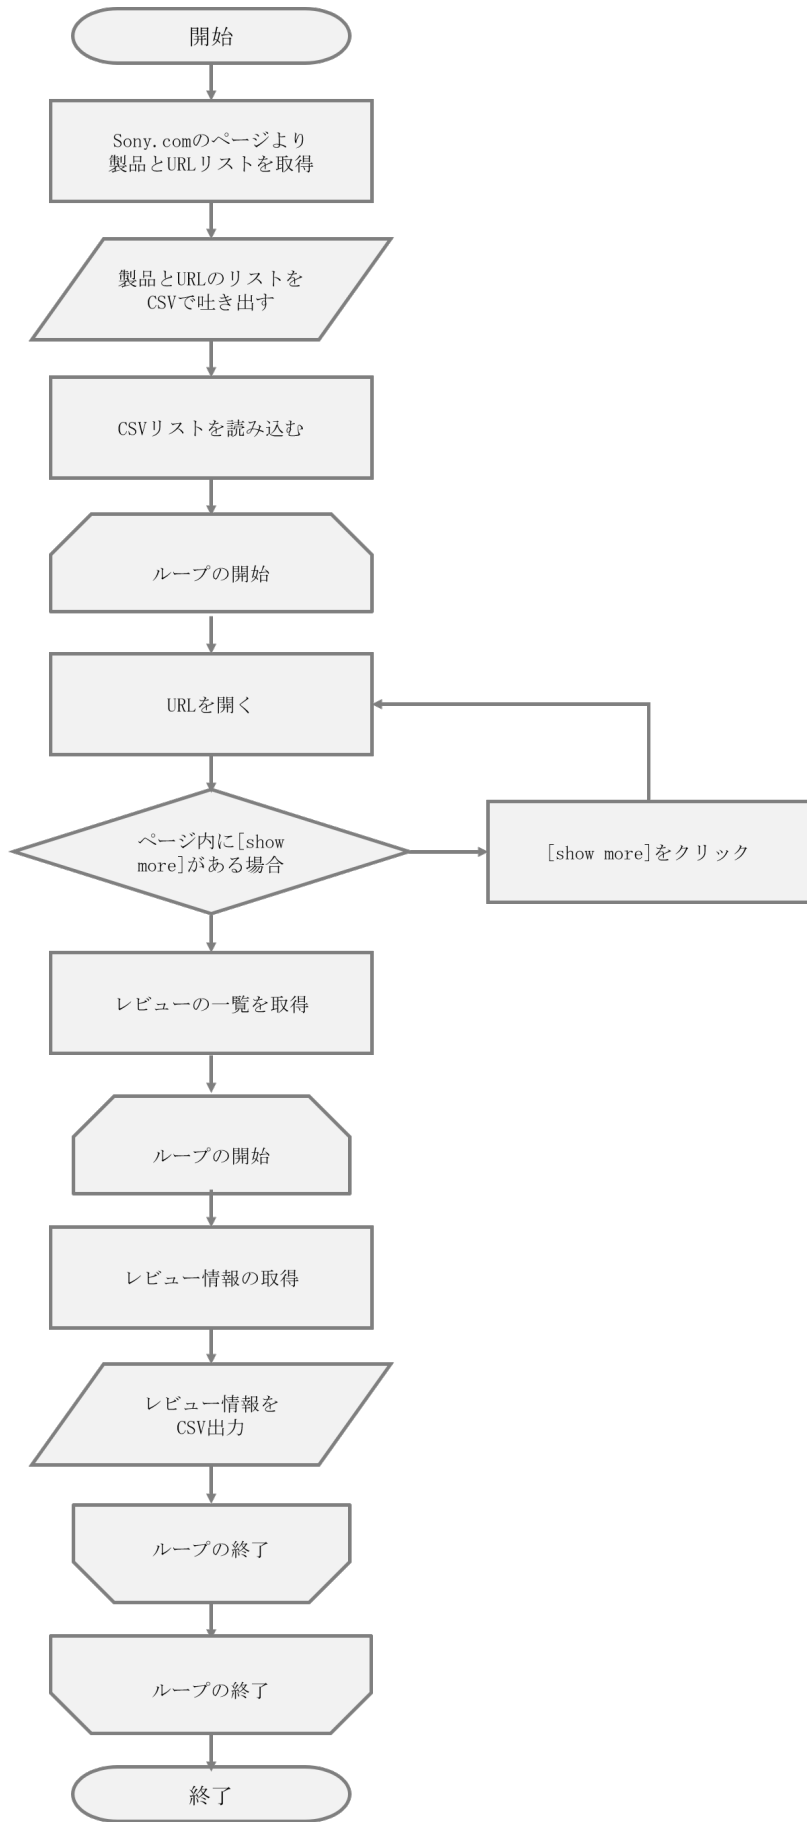 開始
Sony.comのページより
製品とURLリストを取得
製品とURLのリストを
CSVで吐き出す
CSVリストを読み込む
ループの開始
URLを開く
ページ内に[show
more]がある場合
[show more]をクリック
レビューの一覧を取得
ループの開始
レビュー情報の取得
レビュー情報を
CSV出力
ループの終了
ループの終了
終了